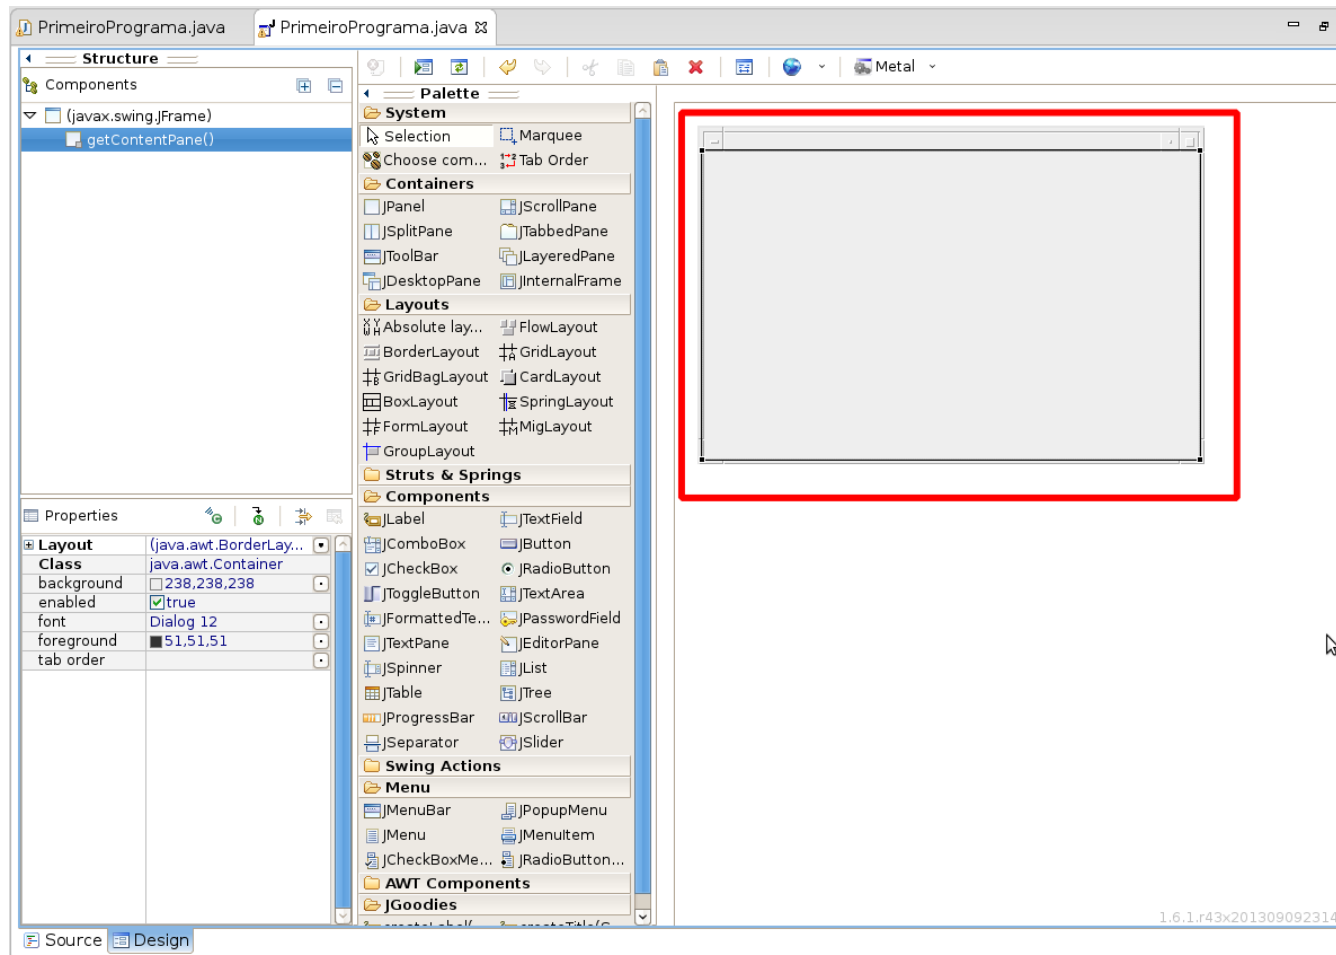 PrimeiroPrograma.java PrimeiroPrograma.java
Structure
Components
(javax.swing.JFrame)
getContentPane()
Properties
Layout (java.awt.BorderLay...
Class java.awt.Container
background 238,238,238
enabled true
font Dialog 12
foreground 51,51,51
tab order
Metal
Palette
System
Selection Marquee
Choose com... Tab Order
Containers
JPanel JScrollPane
JSplitPane JTabbedPane
JToolBar JLayeredPane
JDesktopPane JInternalFrame
Layouts
Absolute lay... FlowLayout
BorderLayout GridLayout
GridBagLayout CardLayout
BoxLayout SpringLayout
FormLayout MigLayout
GroupLayout
Struts & Springs
Components
JLabel JTextField
JComboBox JButton
JCheckBox JRadioButton
JToggleButton JTextArea
JFormattedTe... JPasswordField
JTextPane JEditorPane
JSpinner JList
JTable JTree
JProgressBar JScrollBar
JSeparator JSlider
Swing Actions
Menu
JMenuBar JPopupMenu
JMenu JMenuItem
JCheckBoxMe... JRadioButton...
AWT Components
JGoodies
1.6.1.r43x201309092314
Source Design